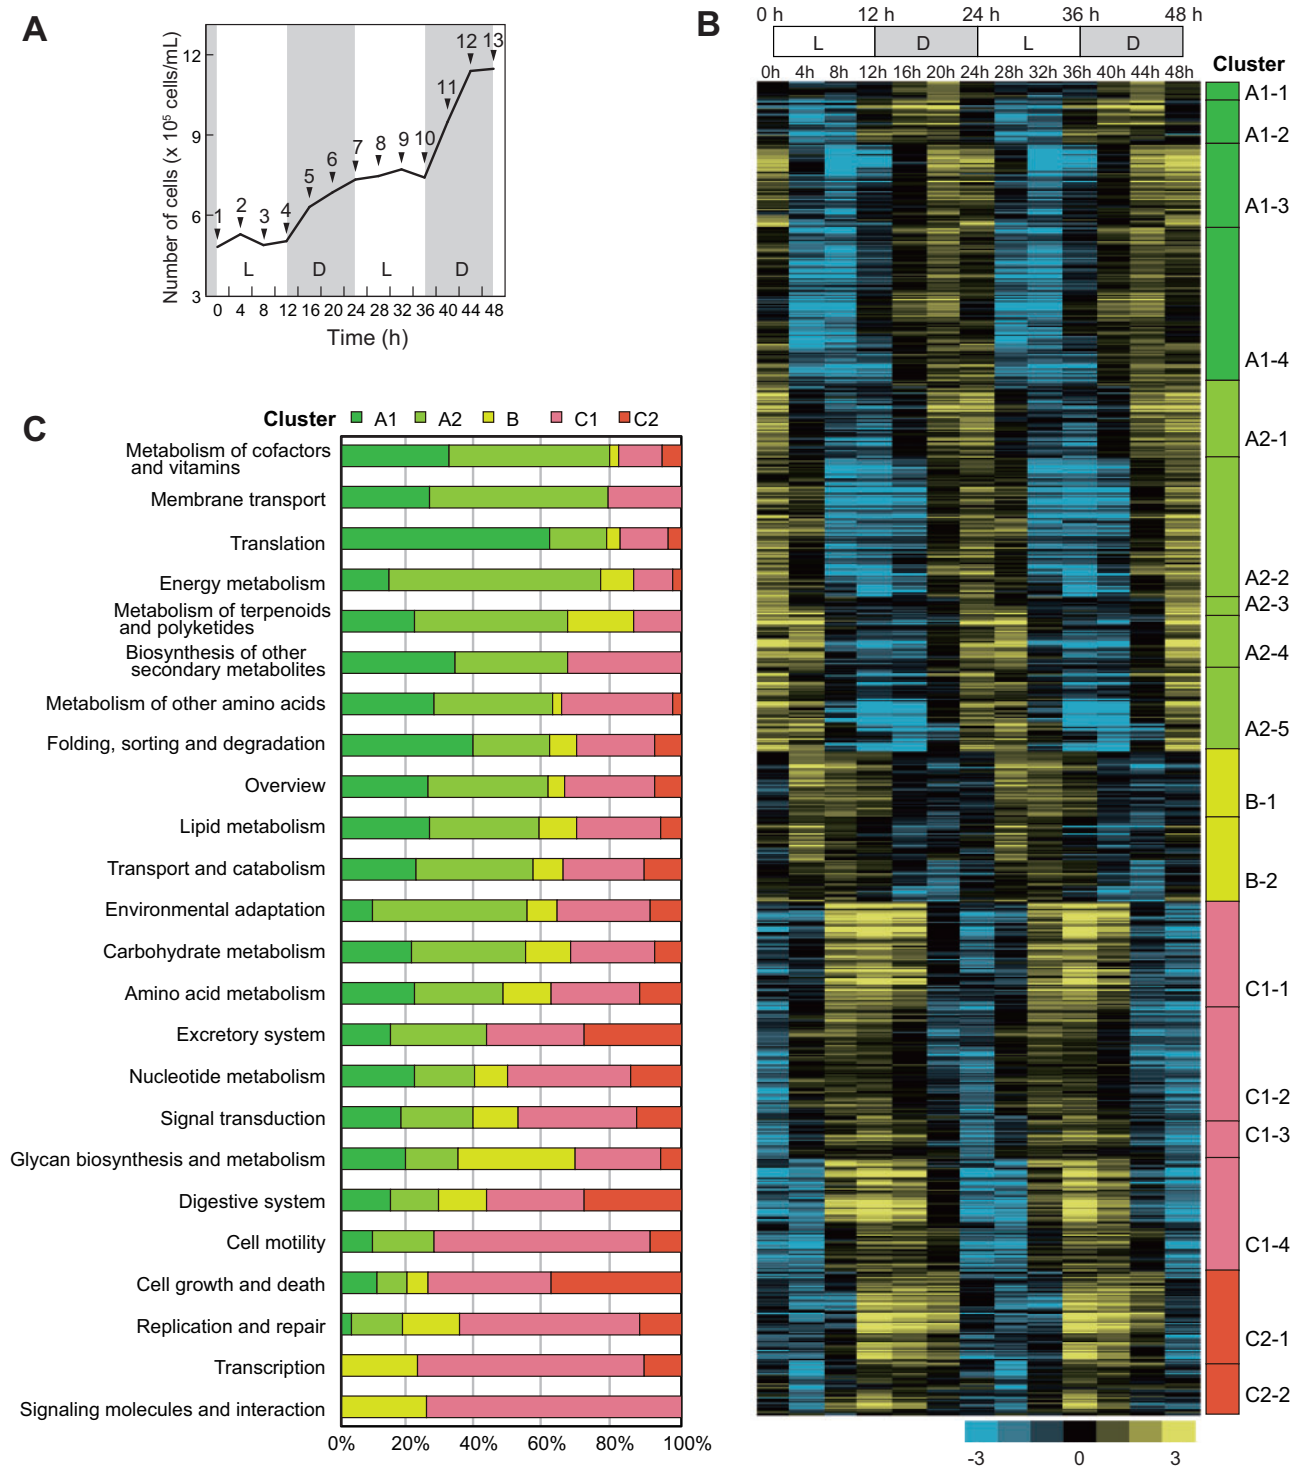 A
Number of cells (x 10⁵ cells/mL)
12
9
6
3
1
2
3
4
5
6
7
8
9
10
11
12
13
L
D
L
D
0 4 8 12 16 20 24 28 32 36 40 44 48
Time (h)
B
0 h 12 h 24 h 36 h 48 h
L D L D
0h 4h 8h 12h 16h 20h 24h 28h 32h 36h 40h 44h 48h
Cluster
A1-1
A1-2
A1-3
A1-4
A2-1
A2-2
A2-3
A2-4
A2-5
B-1
B-2
C1-1
C1-2
C1-3
C1-4
C2-1
C2-2
-3 0 3
C
Cluster A1 A2 B C1 C2
Metabolism of cofactors
and vitamins
Membrane transport
Translation
Energy metabolism
Metabolism of terpenoids
and polyketides
Biosynthesis of other
secondary metabolites
Metabolism of other amino acids
Folding, sorting and degradation
Overview
Lipid metabolism
Transport and catabolism
Environmental adaptation
Carbohydrate metabolism
Amino acid metabolism
Excretory system
Nucleotide metabolism
Signal transduction
Glycan biosynthesis and metabolism
Digestive system
Cell motility
Cell growth and death
Replication and repair
Transcription
Signaling molecules and interaction
0% 20% 40% 60% 80% 100%